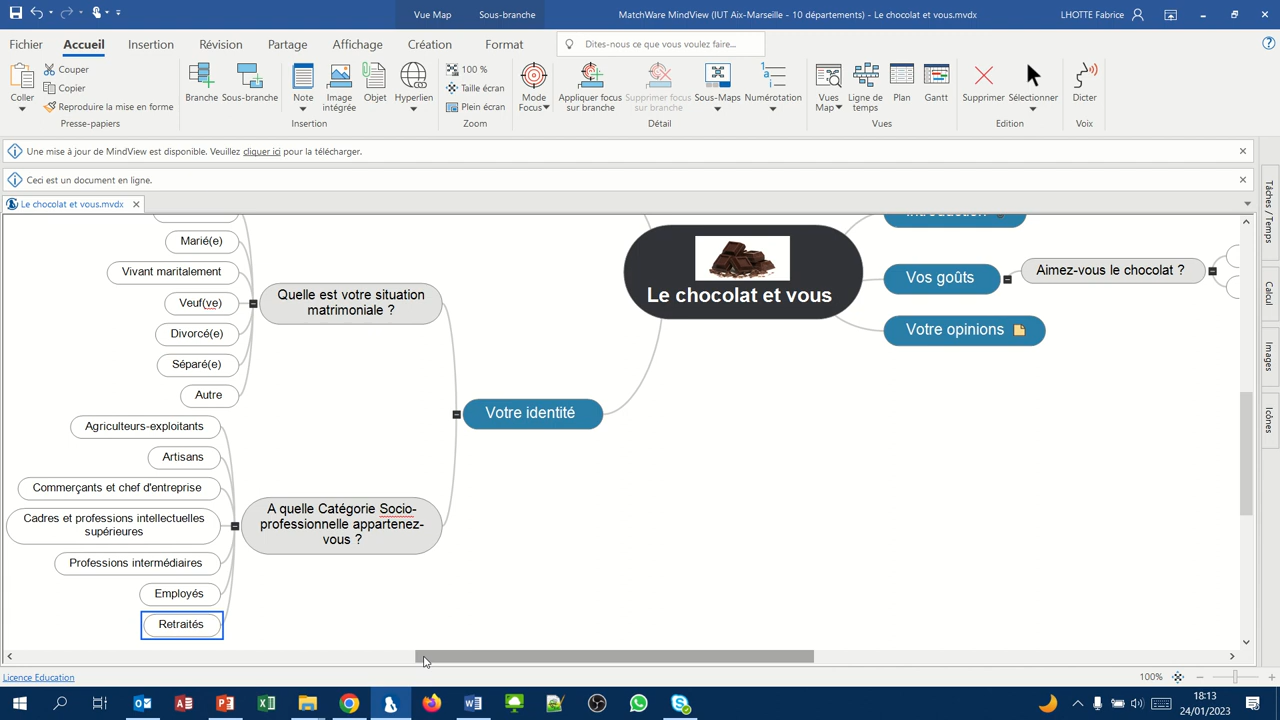 Vue Map
Sous-branche
MatchWare MindView (IUT Aix-Marseille - 10 départements) - Le chocolat et vous.mvdx
LHOTTE Fabrice
Fichier
Accueil
Insertion
Révision
Partage
Affichage
Création
Format
Dites-nous ce que vous voulez faire...
Coller
Couper
Copier
Reproduire la mise en forme
Presse-papiers
Branche
Sous-branche
Note
Image intégrée
Objet
Hyperlien
Insertion
100 %
Taille écran
Plein écran
Zoom
Mode Focus
Appliquer focus sur branche
Supprimer focus sur branche
Sous-Maps
Numérotation
Détail
Vues Map
Ligne de temps
Plan
Gantt
Vues
Supprimer
Sélectionner
Edition
Dicter
Voix
Une mise à jour de MindView est disponible. Veuillez cliquer ici pour la télécharger.
Ceci est un document en ligne.
Le chocolat et vous.mvdx
Tâches / Temps
Calcul
Images
Icônes
Marié(e)
Vivant maritalement
Veuf(ve)
Divorcé(e)
Séparé(e)
Autre
Quelle est votre situation
matrimoniale ?
Agriculteurs-exploitants
Artisans
Commerçants et chef d'entreprise
Cadres et professions intellectuelles
supérieures
Professions intermédiaires
Employés
Retraités
A quelle Catégorie Socio-
professionnelle appartenez-
vous ?
Votre identité
Le chocolat et vous
Introduction
Vos goûts
Aimez-vous le chocolat ?
Votre opinions
Licence Education
100%
18:13
24/01/2023